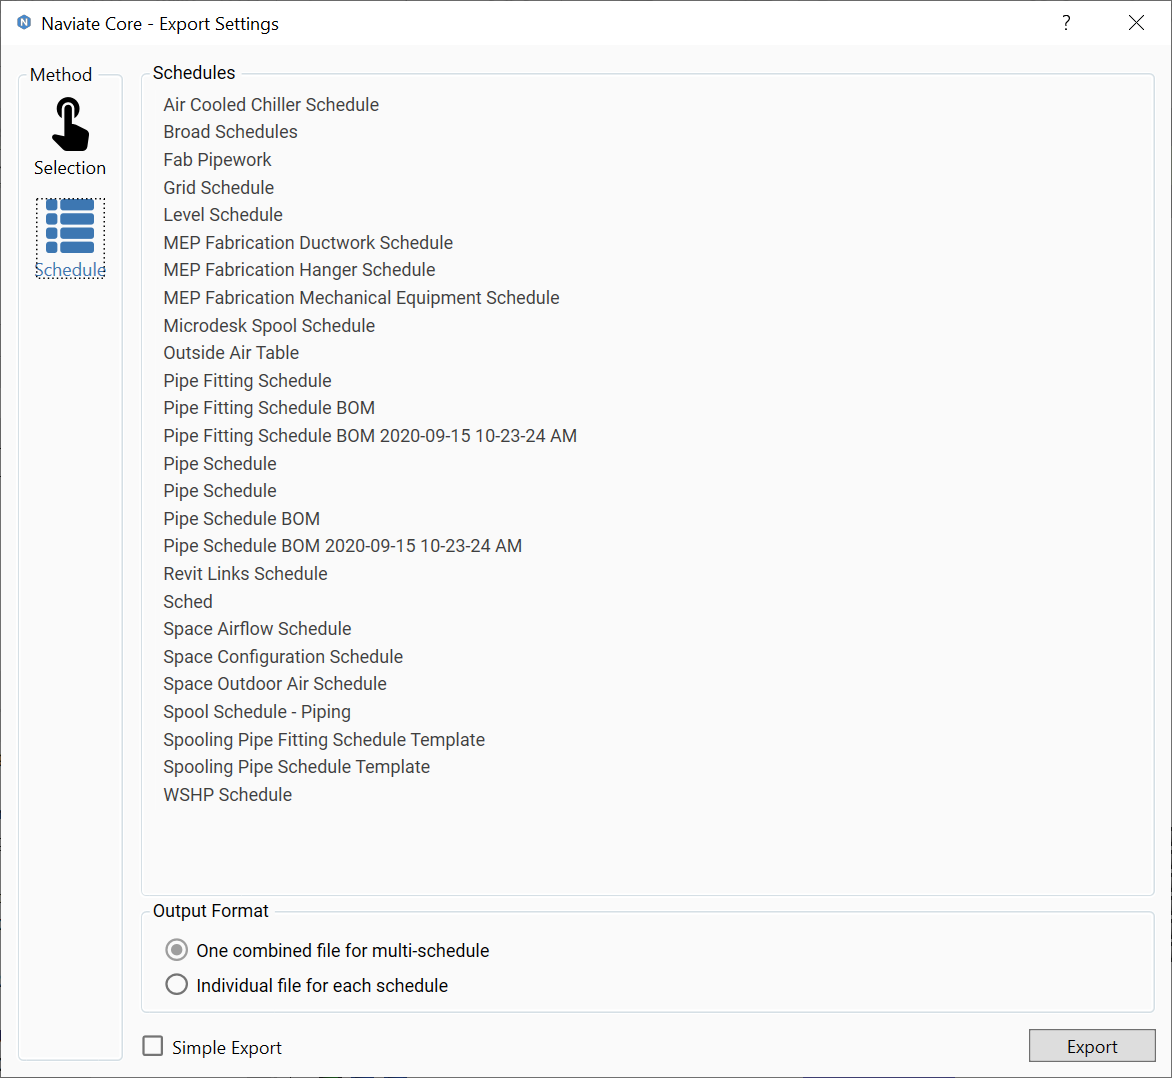 Naviate Core - Export Settings
?
Method
Selection
Schedule
Schedules
Air Cooled Chiller Schedule
Broad Schedules
Fab Pipework
Grid Schedule
Level Schedule
MEP Fabrication Ductwork Schedule
MEP Fabrication Hanger Schedule
MEP Fabrication Mechanical Equipment Schedule
Microdesk Spool Schedule
Outside Air Table
Pipe Fitting Schedule
Pipe Fitting Schedule BOM
Pipe Fitting Schedule BOM 2020-09-15 10-23-24 AM
Pipe Schedule
Pipe Schedule
Pipe Schedule BOM
Pipe Schedule BOM 2020-09-15 10-23-24 AM
Revit Links Schedule
Sched
Space Airflow Schedule
Space Configuration Schedule
Space Outdoor Air Schedule
Spool Schedule - Piping
Spooling Pipe Fitting Schedule Template
Spooling Pipe Schedule Template
WSHP Schedule
Output Format
One combined file for multi-schedule
Individual file for each schedule
Simple Export
Export